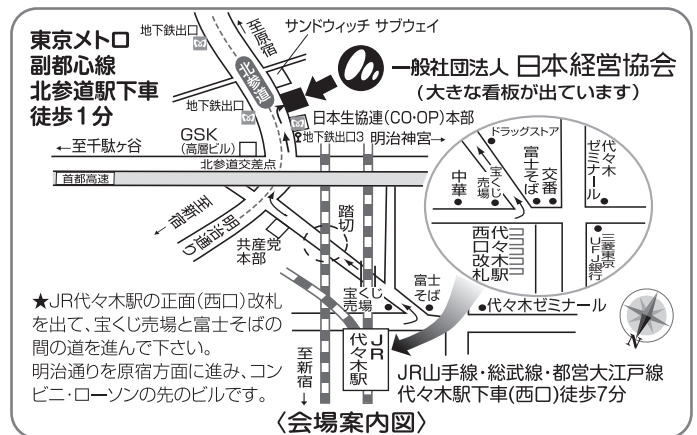 東京メトロ
副都心線
北参道駅下車
徒歩1分
地下鉄出口
至原宿
サンドウィッチ サブウェイ
北参道
一般社団法人 日本経営協会
(大きな看板が出ています)
地下鉄出口
日本生協連(CO・OP)本部
地下鉄出口3
明治神宮→
GSK
(高層ビル)
←至千駄ヶ谷
北参道交差点
首都高速
至新宿
明治通り
共産党
本部
踏切
ドラッグストア
中華
宝くじ
売場
富士そば
交番
代々木
ゼミナール
代々木駅
西口改札
三菱東京
UFJ銀行
宝くじ
売場
富士
そば
代々木ゼミナール
★JR代々木駅の正面(西口)改札
を出て、宝くじ売場と富士そばの
間の道を進んで下さい。
明治通りを原宿方面に進み、コン
ビニ・ローソンの先のビルです。
至新宿
JR
代々木駅
N
JR山手線・総武線・都営大江戸線
代々木駅下車(西口)徒歩7分
〈会場案内図〉